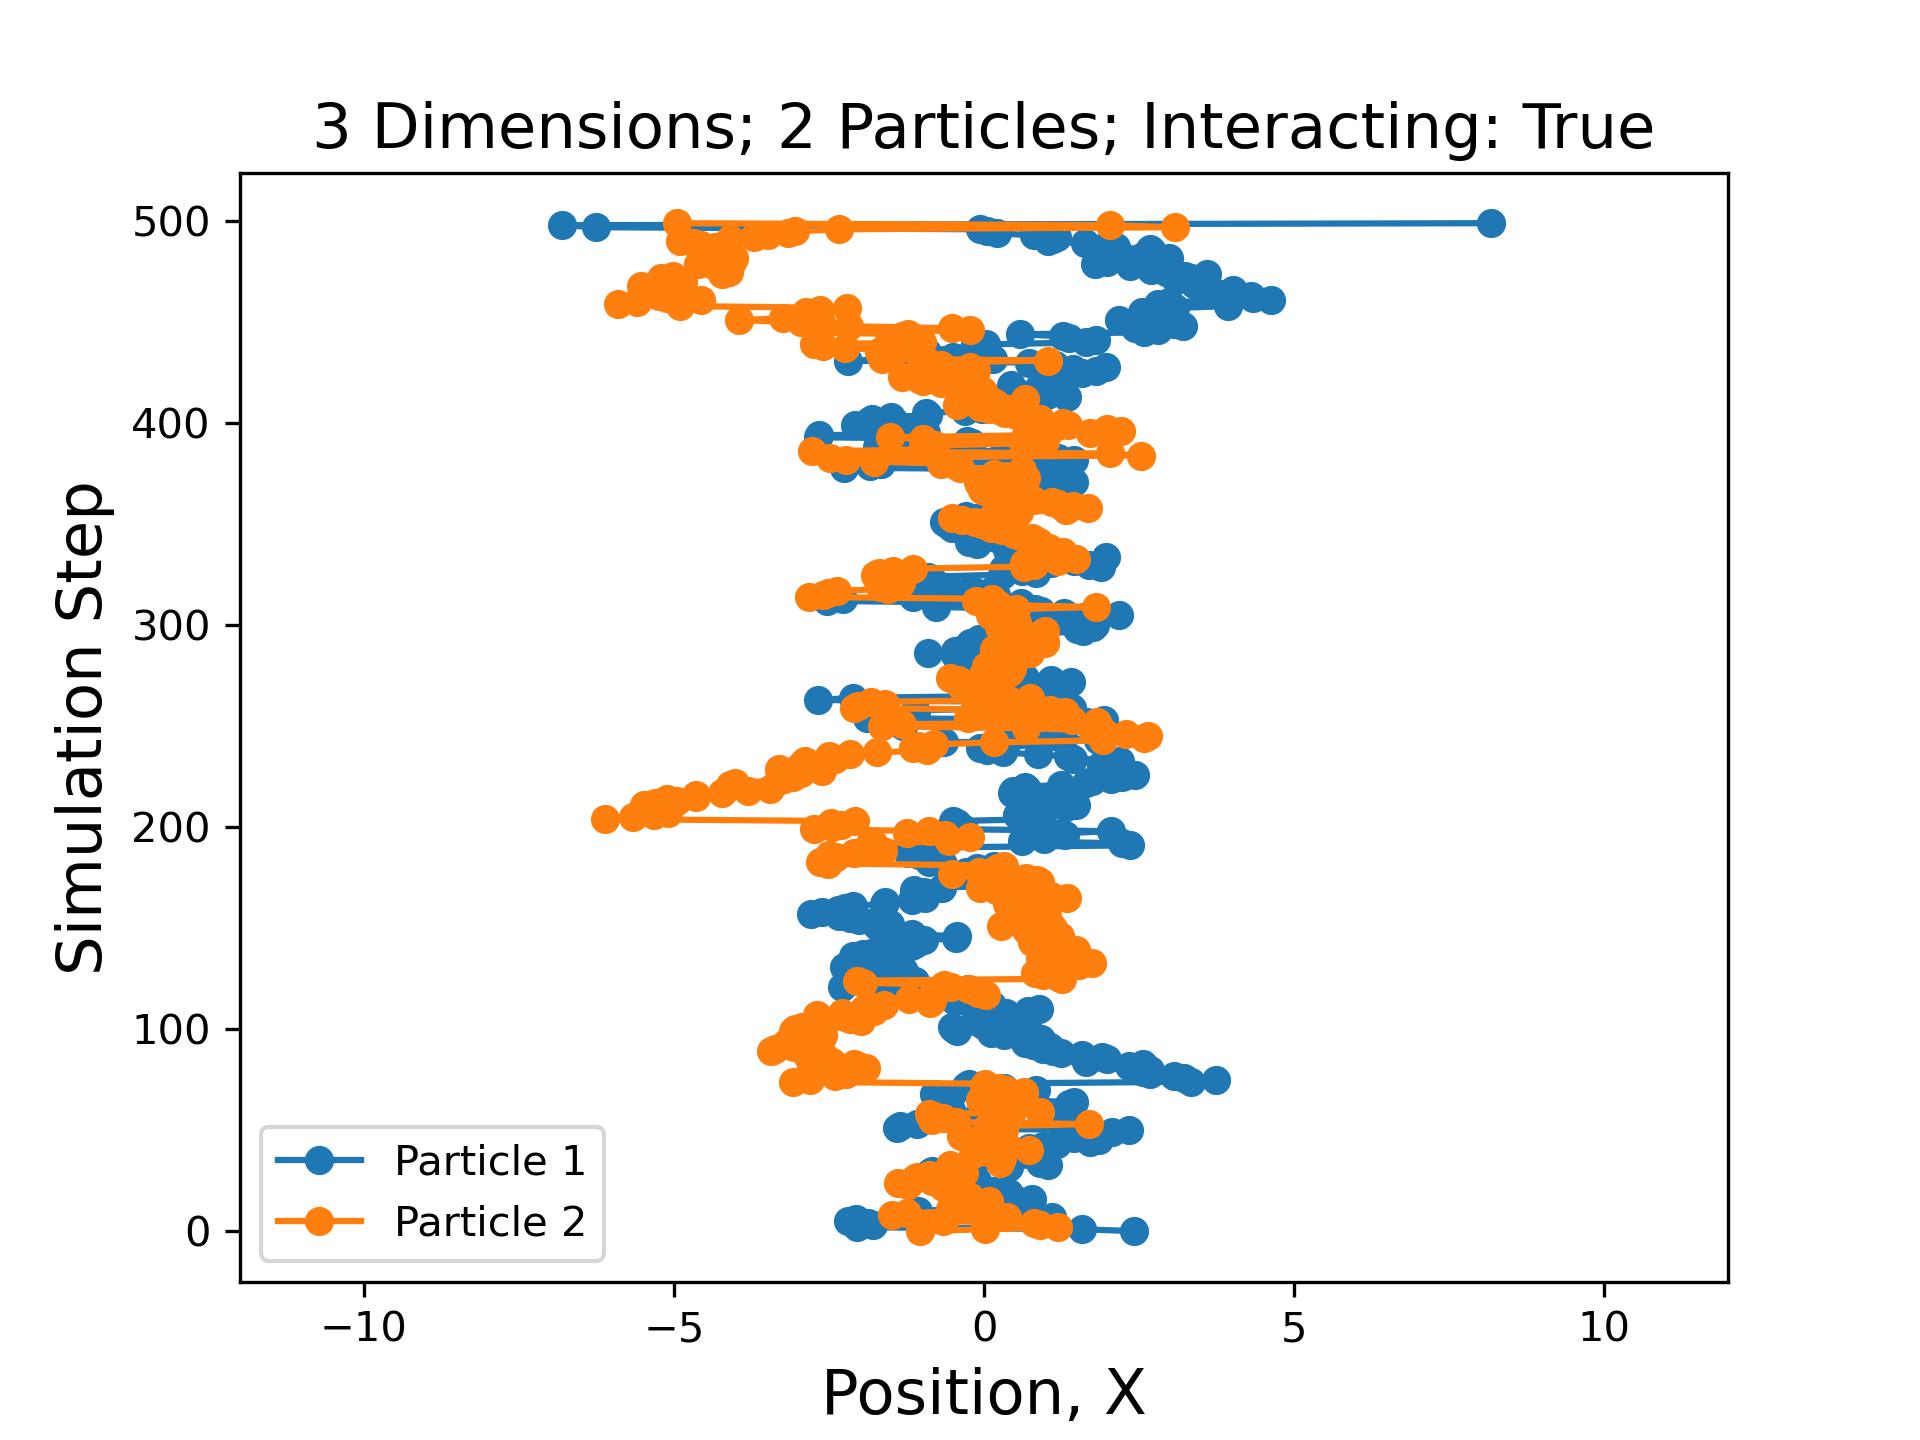 3 Dimensions; 2 Particles; Interacting: True
Simulation Step
500
400
300
200
100
0
Particle 1
Particle 2
−10
−5
0
5
10
Position, X